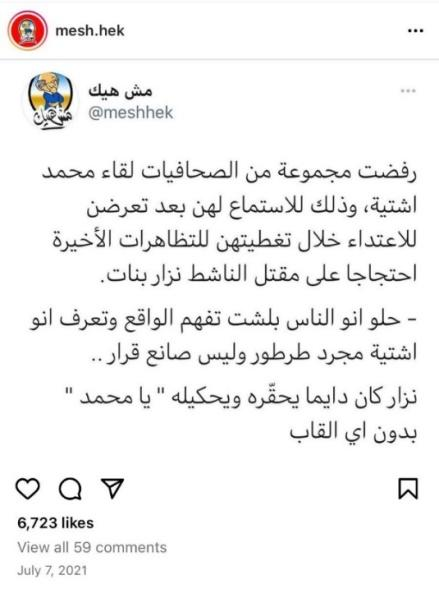 mesh.hek
مش هيك
@meshhek
رفضت مجموعة من الصحافيات لقاء محمد
اشتية، وذلك للاستماع لهن بعد تعرضن
للاعتداء خلال تغطيتهن للتظاهرات الأخيرة
احتجاجا على مقتل الناشط نزار بنات.
- حلو انو الناس بلشت تفهم الواقع وتعرف انو
اشتية مجرد طرطور وليس صانع قرار ..
نزار كان دايما يحقّره ويحكيله " يا محمد "
بدون اي القاب
6,723 likes
View all 59 comments
July 7, 2021